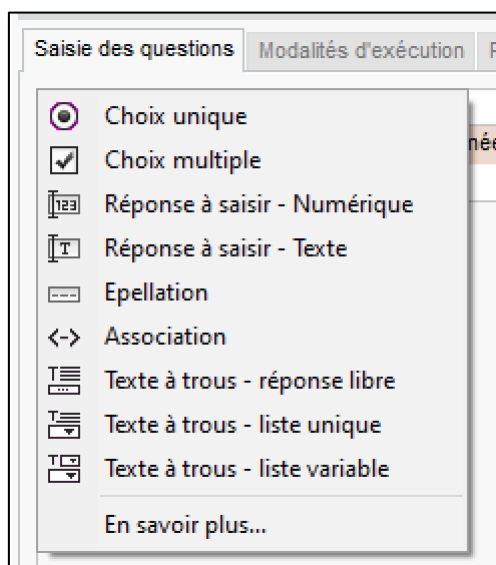 Saisie des questions Modalités d'exécution
Choix unique
Choix multiple
Réponse à saisir - Numérique
Réponse à saisir - Texte
Epellation
Association
Texte à trous - réponse libre
Texte à trous - liste unique
Texte à trous - liste variable
En savoir plus...